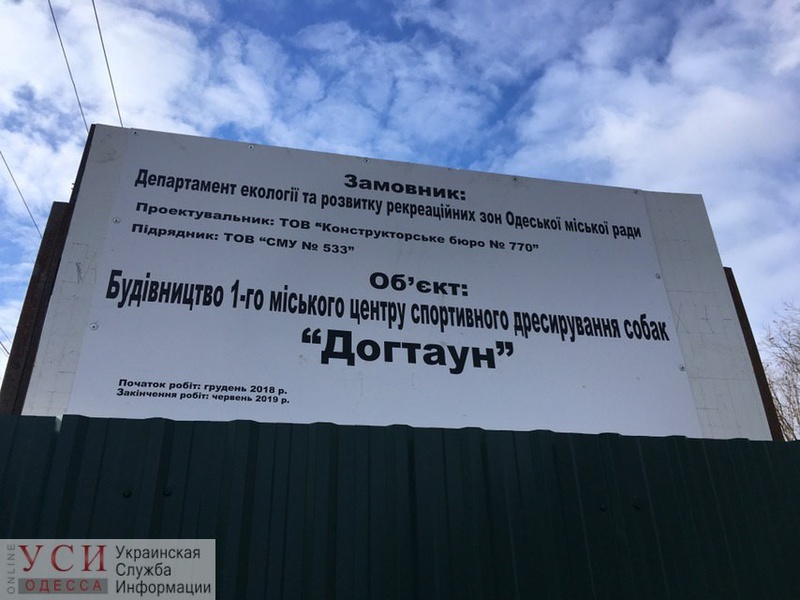 Замовник:
Департамент екології та розвитку рекреаційних зон Одеської міської ради
Проектувальник: ТОВ “Конструкторське бюро № 770”
Підрядник: ТОВ “СМУ № 533”
Об’єкт:
Будівництво 1-го міського центру спортивного дресирування собак
“Догтаун”
Початок робіт: грудень 2018 р.
Закінчення робіт: червень 2019 р.
ONLINE
УСИ
ОДЕССА
Украинская
Служба
Информации